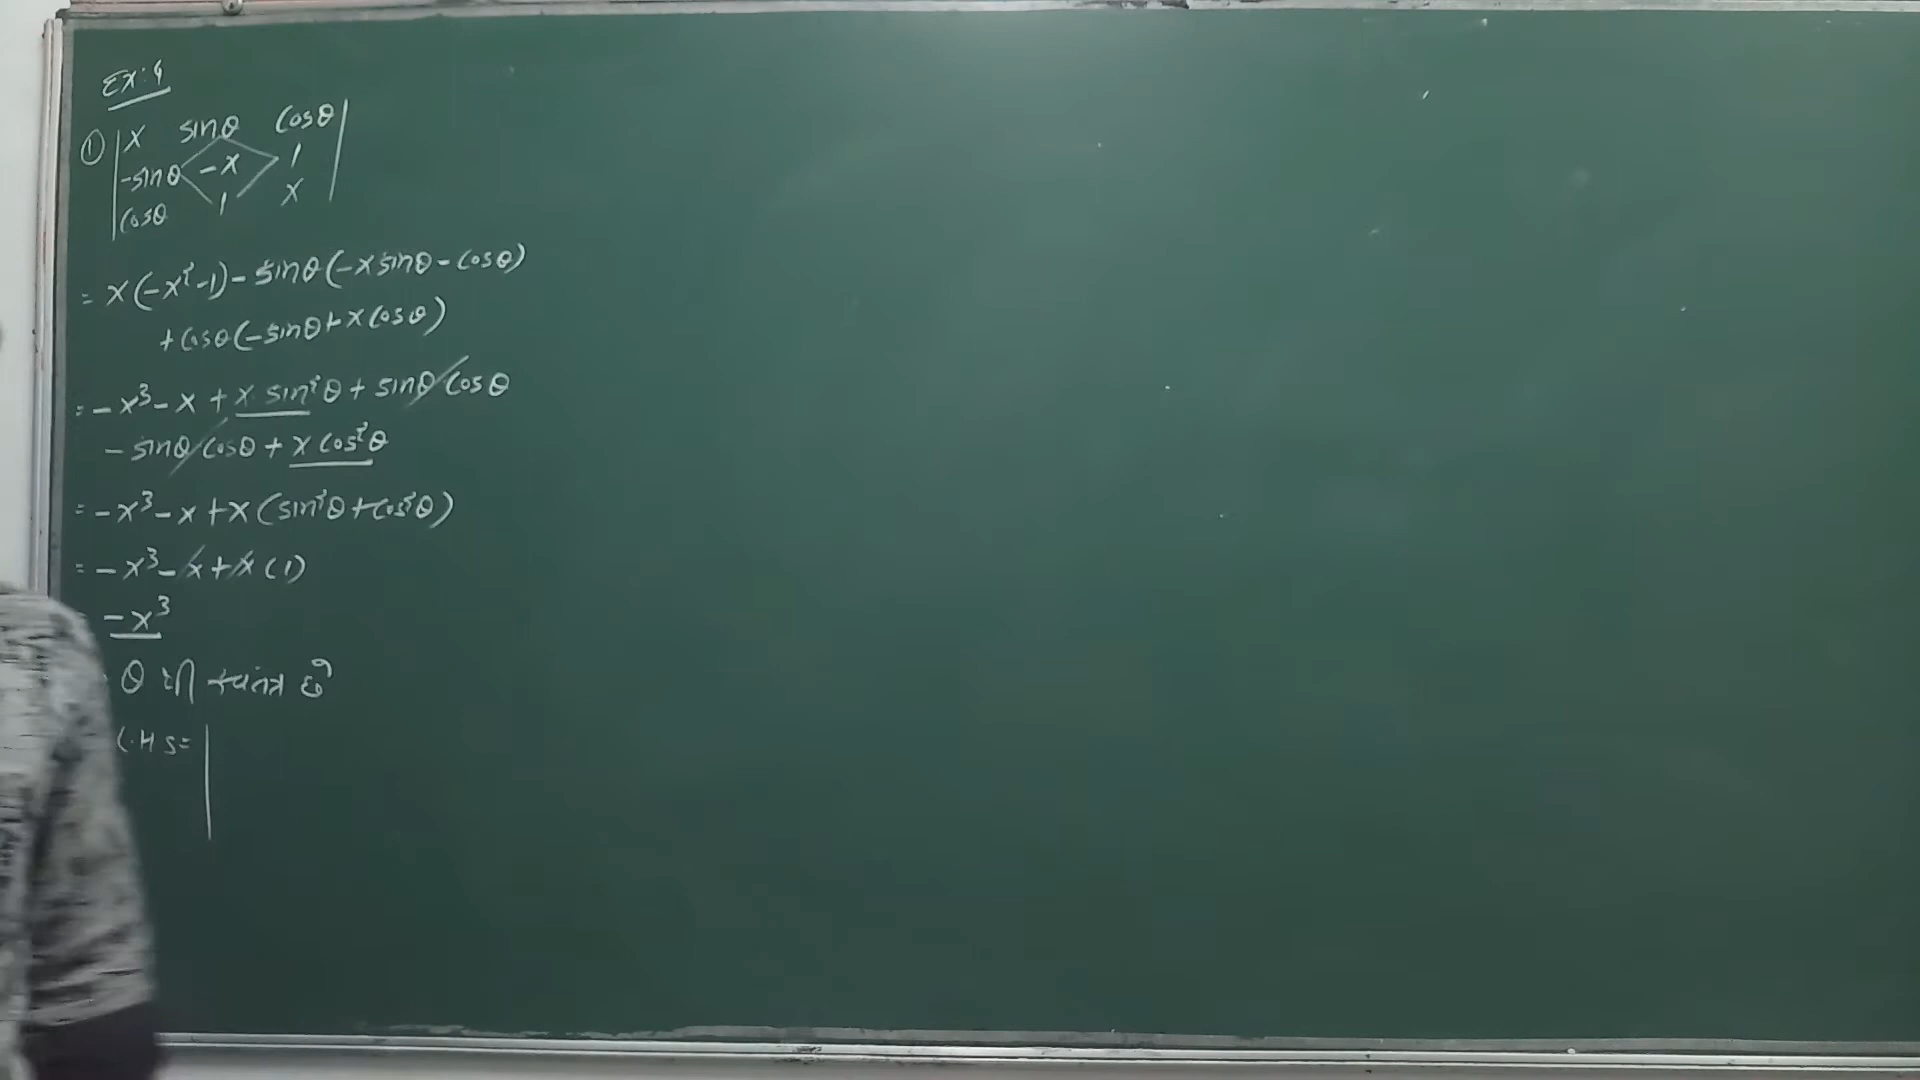 Ex:4
① | x sinθ cosθ |
| -sinθ -x 1 |
| cosθ 1 x |
= x(-x²-1) - sinθ(-x sinθ - cosθ)
+ cosθ(-sinθ + x cosθ)
= -x³ - x + x sin²θ + sinθ cosθ
- sinθ cosθ + x cos²θ
= -x³ - x + x(sin²θ + cos²θ)
= -x³ - x + x(1)
-x³
θ થી સ્વતંત્ર છે
L.H.S = |